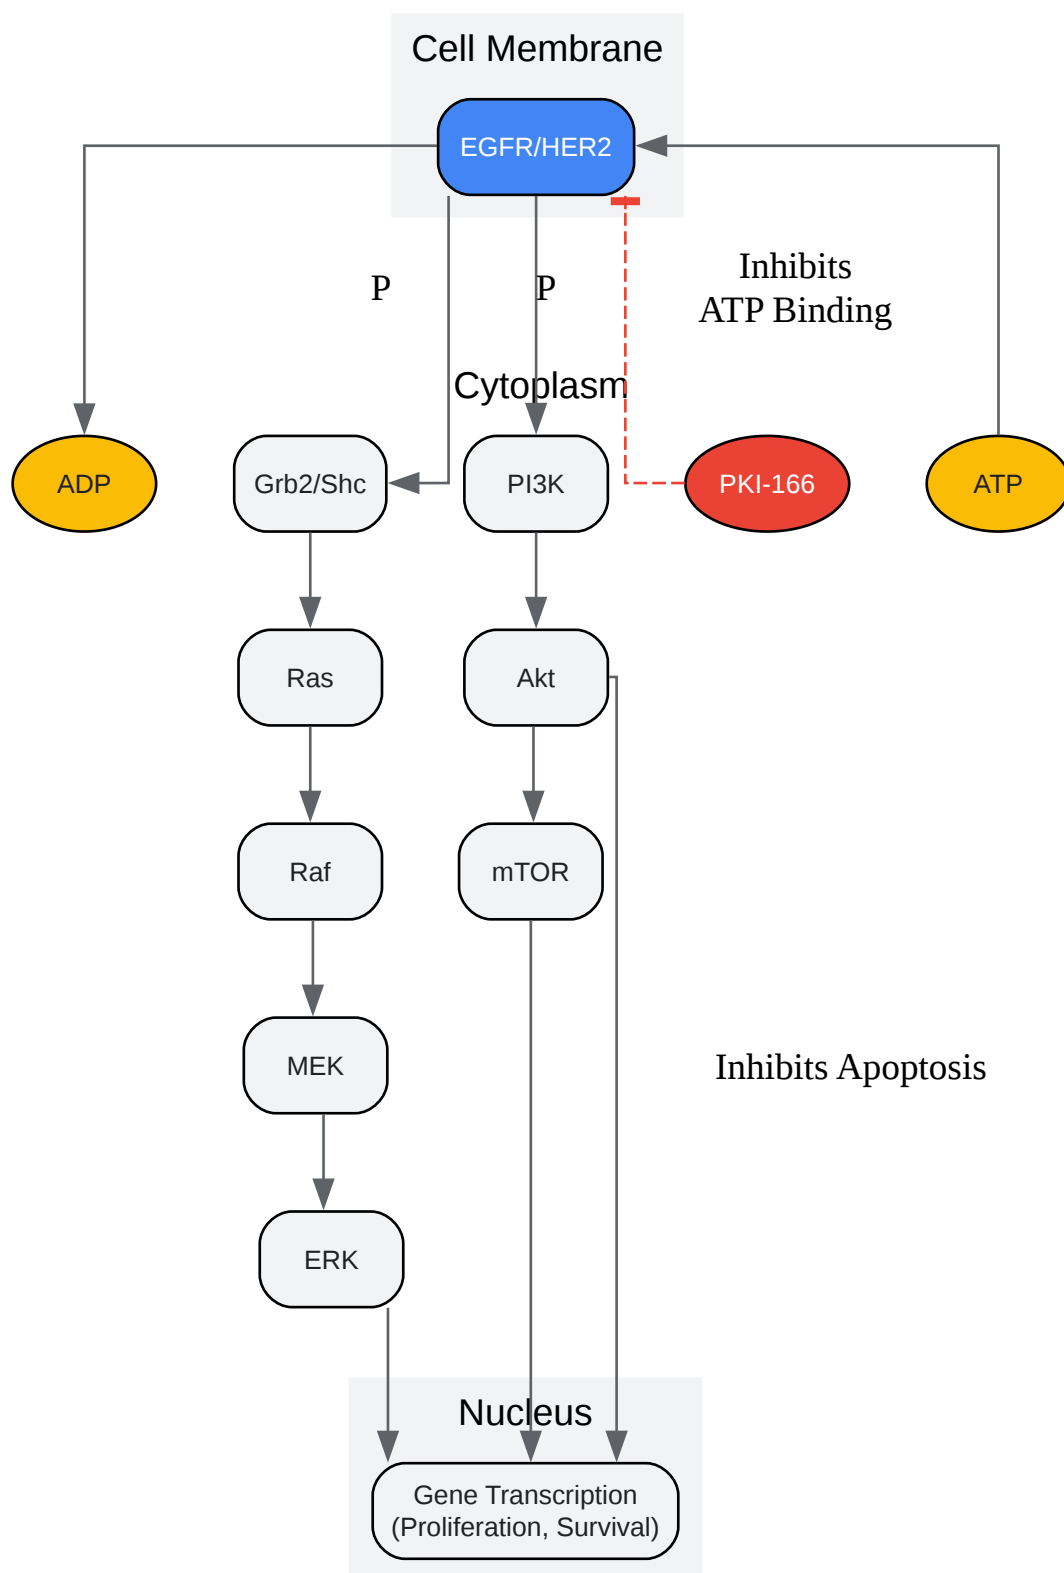 Cell Membrane
EGFR/HER2
P
P
Inhibits
ATP Binding
Cytoplasm
ADP
Grb2/Shc
PI3K
PKI-166
ATP
Ras
Akt
Raf
mTOR
MEK
Inhibits Apoptosis
ERK
Nucleus
Gene Transcription
(Proliferation, Survival)